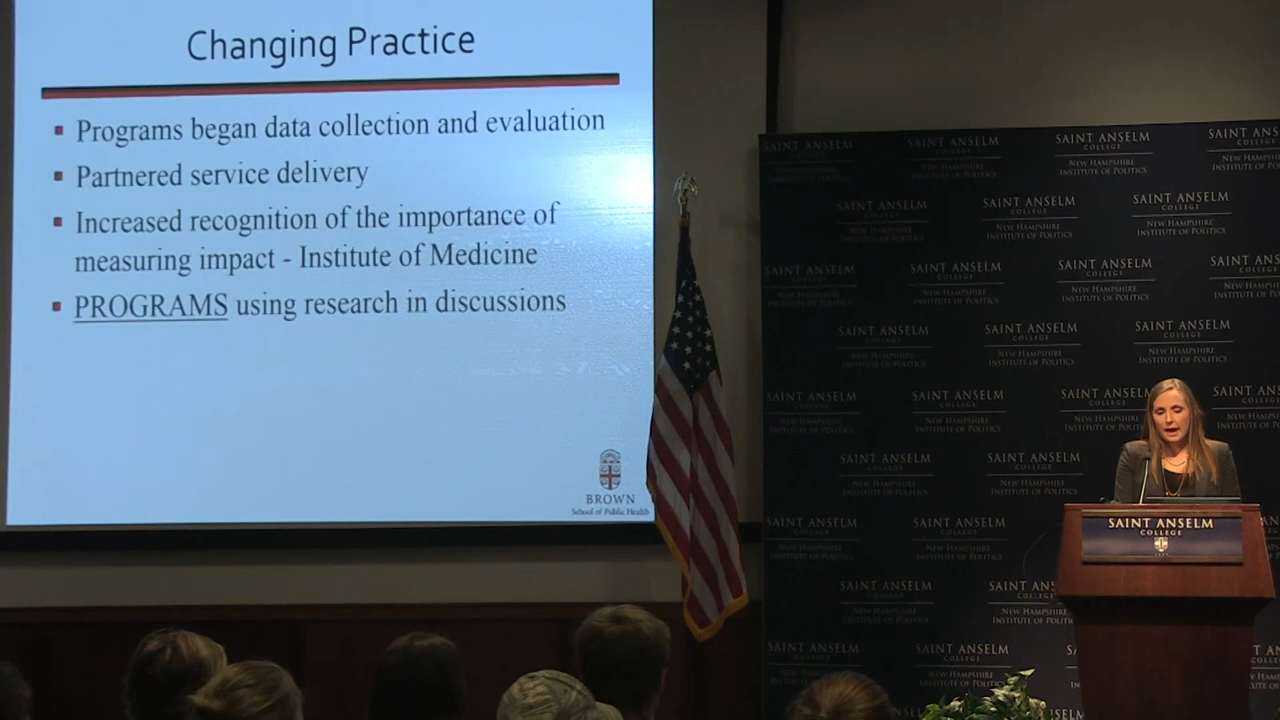 Changing Practice
Programs began data collection and evaluation
Partnered service delivery
Increased recognition of the importance of
measuring impact - Institute of Medicine
PROGRAMS using research in discussions
BROWN
School of Public Health
SAINT ANSELM
COLLEGE
NEW HAMPSHIRE
INSTITUTE OF POLITICS
SAINT ANSELM
COLLEGE